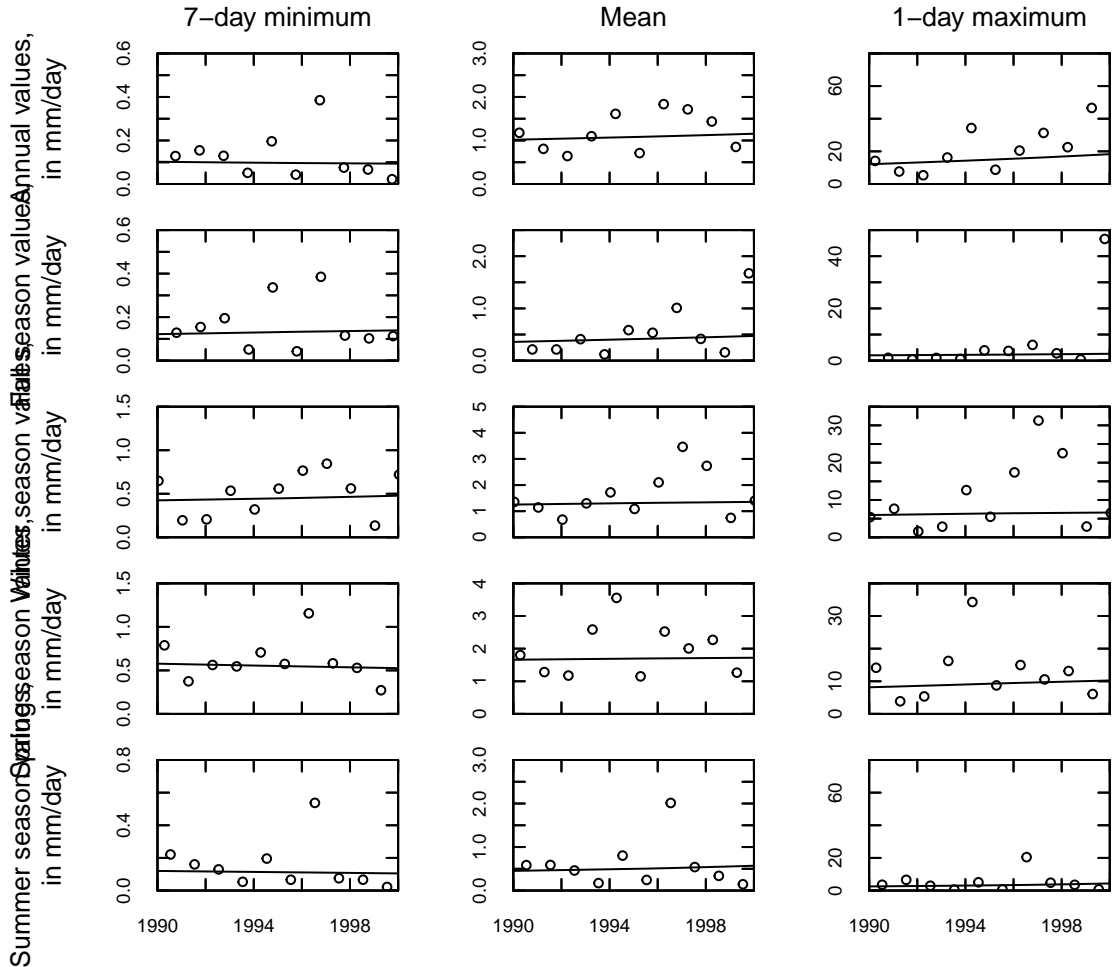 7−day minimum
Mean
1−day maximum
Annual values,
in mm/day
0.0 0.2 0.4 0.6
0.0 1.0 2.0 3.0
0 20 60
season values,
in mm/day
0.0 0.2 0.4 0.6
0.0 1.0 2.0
0 20 40
season values,
in mm/day
0.0 0.5 1.0 1.5
0 1 2 3 4 5
0 10 20 30
Spring season values,
in mm/day
0.0 0.5 1.0 1.5
0 1 2 3 4
0 10 30
Summer season values,
in mm/day
0.0 0.4 0.8
0.0 1.0 2.0 3.0
0 20 60
1990 1994 1998
1990 1994 1998
1990 1994 1998